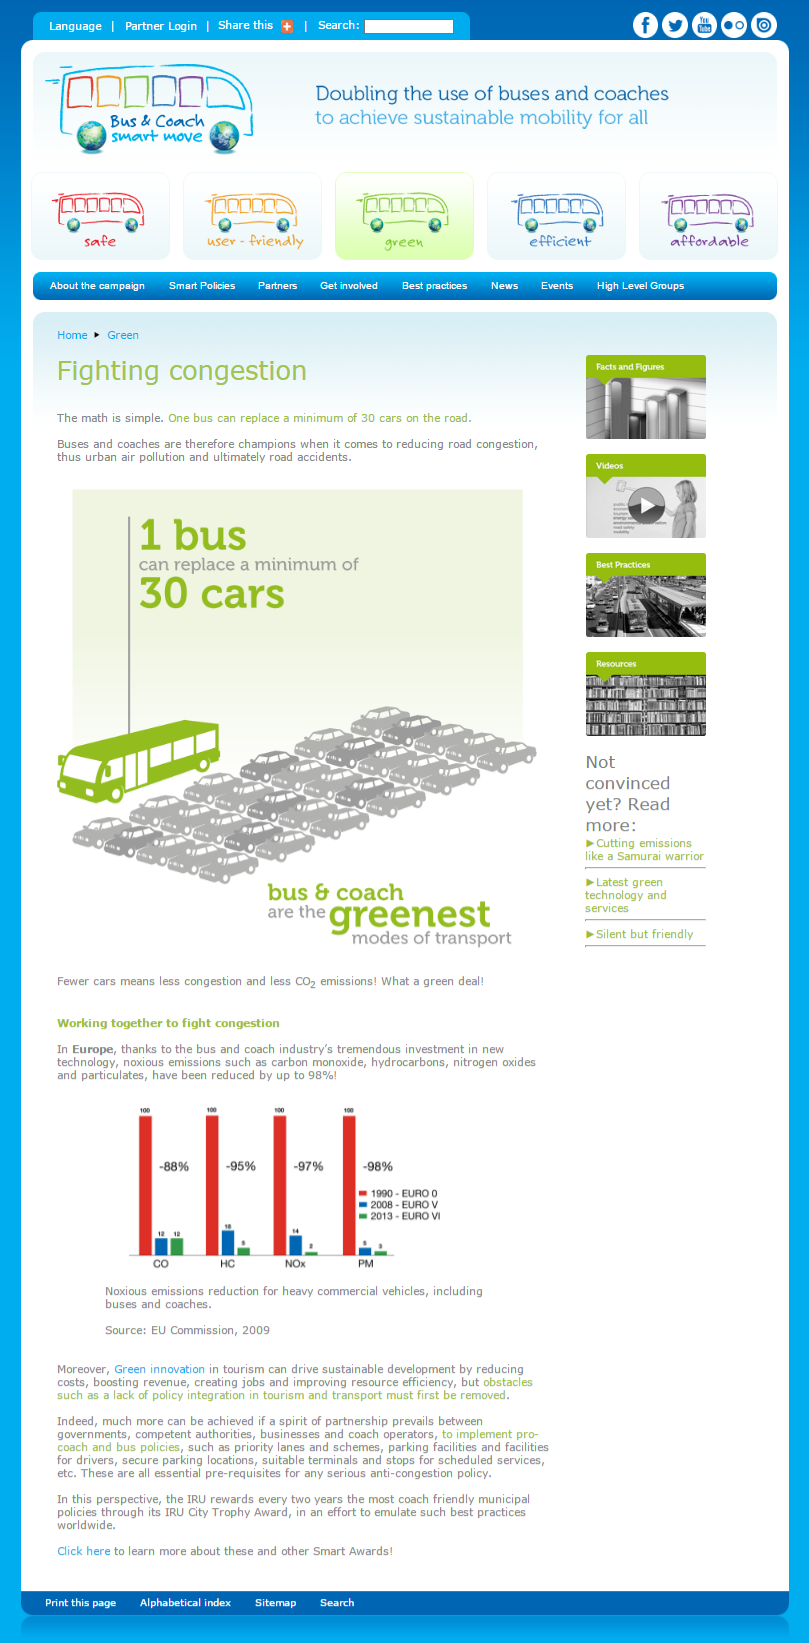 Language | Partner Login | Share this | Search:
You Tube
Bus & Coach
smart move
Doubling the use of buses and coaches
to achieve sustainable mobility for all
safe
user - friendly
green
efficient
affordable
About the campaign Smart Policies Partners Get involved Best practices News Events High Level Groups
Home ▶ Green
Fighting congestion
The math is simple. One bus can replace a minimum of 30 cars on the road.
Buses and coaches are therefore champions when it comes to reducing road congestion,
thus urban air pollution and ultimately road accidents.
1 bus
can replace a minimum of
30 cars
bus & coach
are the greenest
modes of transport
Fewer cars means less congestion and less CO2 emissions! What a green deal!
Working together to fight congestion
In Europe, thanks to the bus and coach industry's tremendous investment in new
technology, noxious emissions such as carbon monoxide, hydrocarbons, nitrogen oxides
and particulates, have been reduced by up to 98%!
100 100 100 100
-88% -95% -97% -98%
1990 - EURO 0
2008 - EURO V
2013 - EURO VI
12 12 18 5 14 2 5 3
CO HC NOx PM
Noxious emissions reduction for heavy commercial vehicles, including
buses and coaches.
Source: EU Commission, 2009
Moreover, Green innovation in tourism can drive sustainable development by reducing
costs, boosting revenue, creating jobs and improving resource efficiency, but obstacles
such as a lack of policy integration in tourism and transport must first be removed.
Indeed, much more can be achieved if a spirit of partnership prevails between
governments, competent authorities, businesses and coach operators, to implement pro-
coach and bus policies, such as priority lanes and schemes, parking facilities and facilities
for drivers, secure parking locations, suitable terminals and stops for scheduled services,
etc. These are all essential pre-requisites for any serious anti-congestion policy.
In this perspective, the IRU rewards every two years the most coach friendly municipal
policies through its IRU City Trophy Award, in an effort to emulate such best practices
worldwide.
Click here to learn more about these and other Smart Awards!
Facts and Figures
Videos
Best Practices
Resources
Not
convinced
yet? Read
more:
►Cutting emissions
like a Samurai warrior
►Latest green
technology and
services
►Silent but friendly
Print this page Alphabetical index Sitemap Search